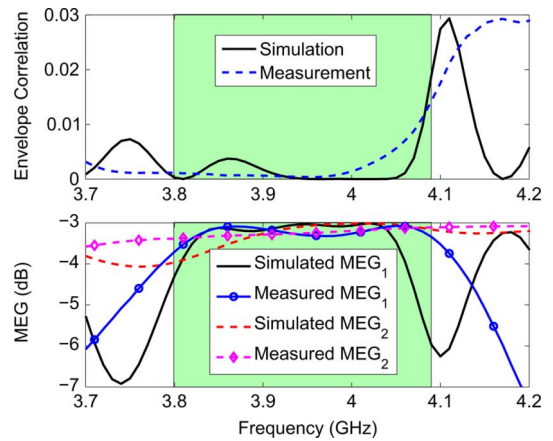 0.03
0.02
0.01
0
Envelope Correlation
Simulation
Measurement
3.7 3.8 3.9 4 4.1 4.2
-3
-4
-5
-6
-7
MEG (dB)
Simulated MEG₁
Measured MEG₁
Simulated MEG₂
Measured MEG₂
3.7 3.8 3.9 4 4.1 4.2
Frequency (GHz)